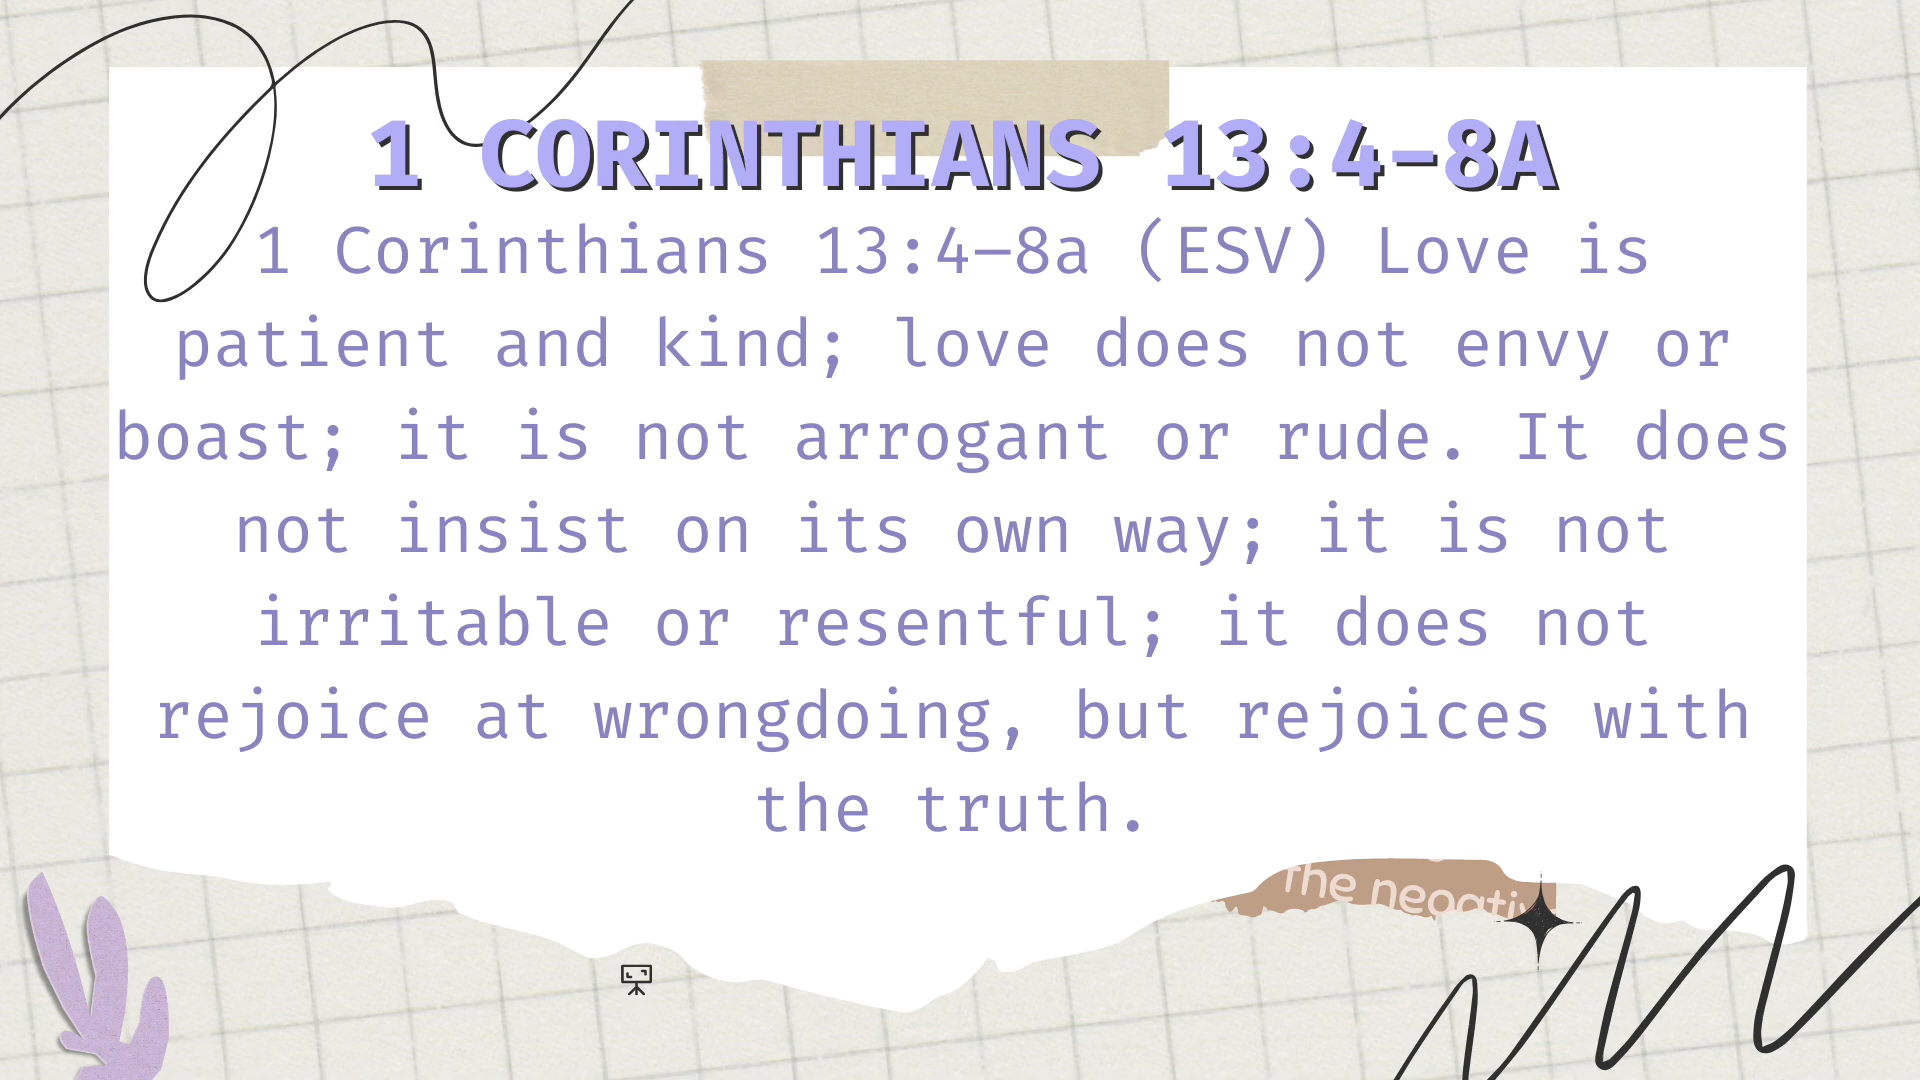 1 CORINTHIANS 13:4-8A
1 Corinthians 13:4–8a (ESV) Love is
patient and kind; love does not envy or
boast; it is not arrogant or rude. It does
not insist on its own way; it is not
irritable or resentful; it does not
rejoice at wrongdoing, but rejoices with
the truth.
the